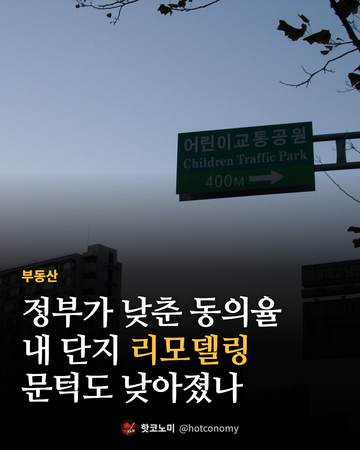 어린이교통공원
Children Traffic Park
400M
부동산
정부가 낮춘 동의율
내 단지 리모델링
문턱도 낮아졌나
핫코노미 @hotconomy